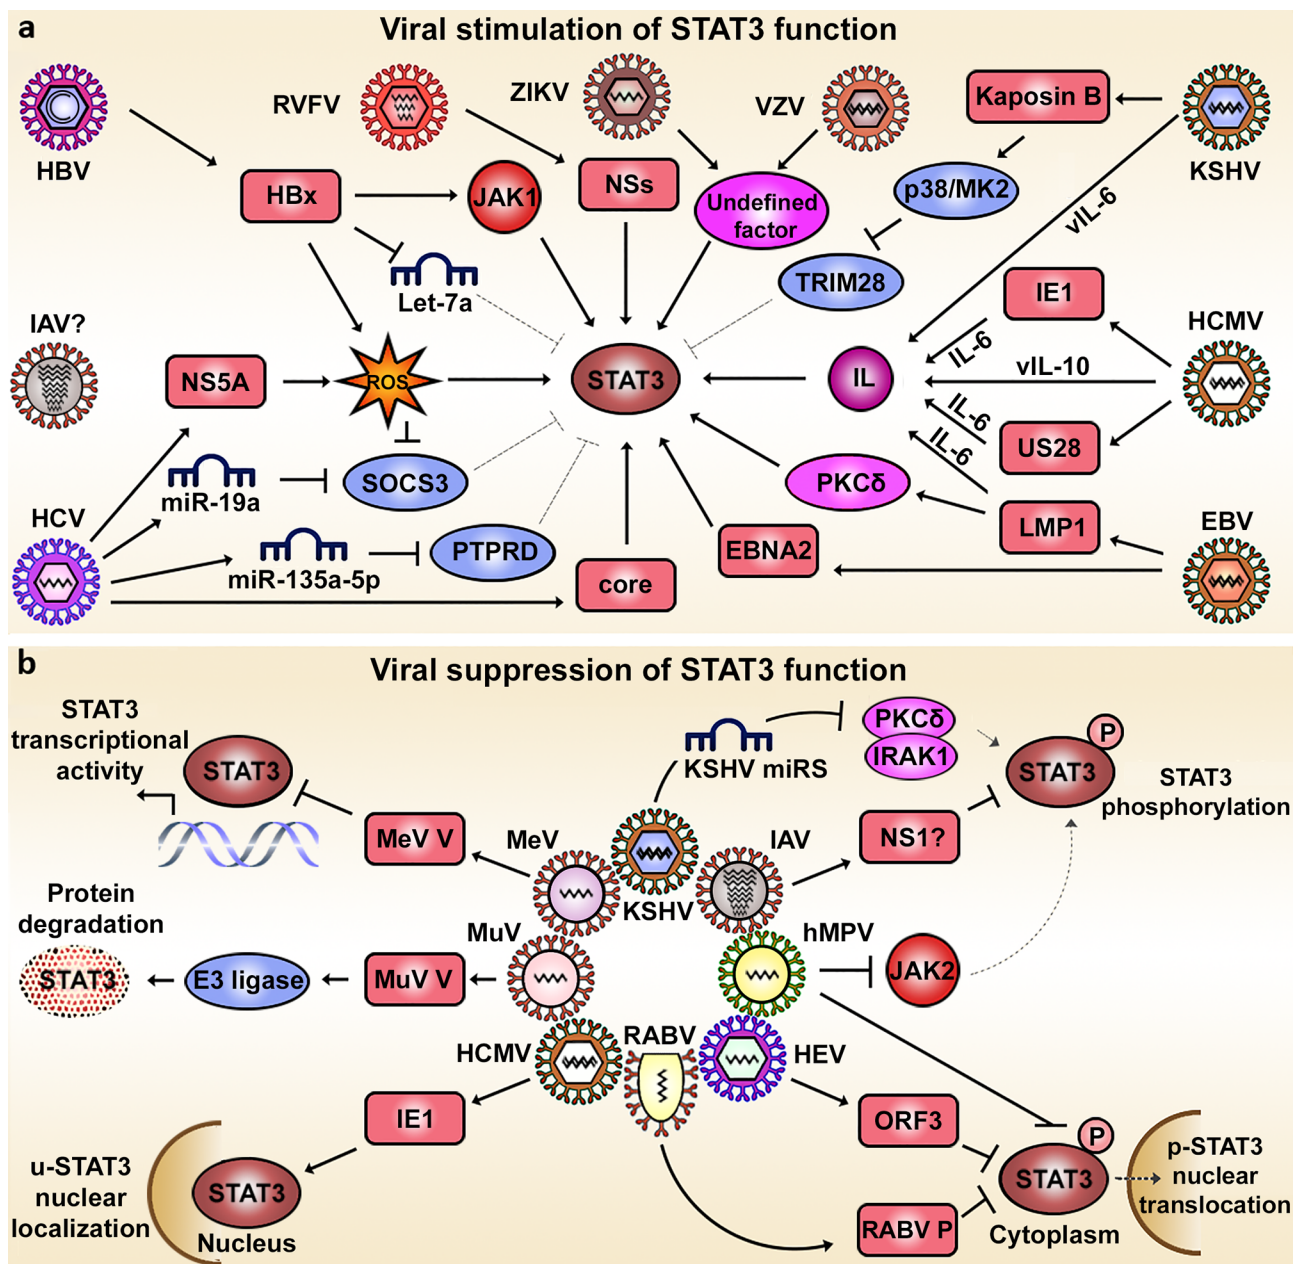 a
Viral stimulation of STAT3 function
HBV
RVFV
ZIKV
VZV
Kaposin B
KSHV
HBx
JAK1
NSs
Undefined
factor
p38/MK2
vIL-6
Let-7a
TRIM28
IE1
IAV?
HCMV
NS5A
ROS
STAT3
IL
IL-6
vIL-10
IL-6
IL-6
US28
miR-19a
SOCS3
PKCδ
HCV
LMP1
EBV
miR-135a-5p
PTPRD
core
EBNA2
b
Viral suppression of STAT3 function
STAT3
transcriptional
activity
STAT3
KSHV miRS
PKCδ
IRAK1
STAT3
P
STAT3
phosphorylation
MeV V
MeV
KSHV
IAV
NS1?
Protein
degradation
STAT3
E3 ligase
MuV V
MuV
hMPV
JAK2
HCMV
RABV
HEV
IE1
ORF3
u-STAT3
nuclear
localization
STAT3
Nucleus
STAT3
P
p-STAT3
nuclear
translocation
RABV P
Cytoplasm